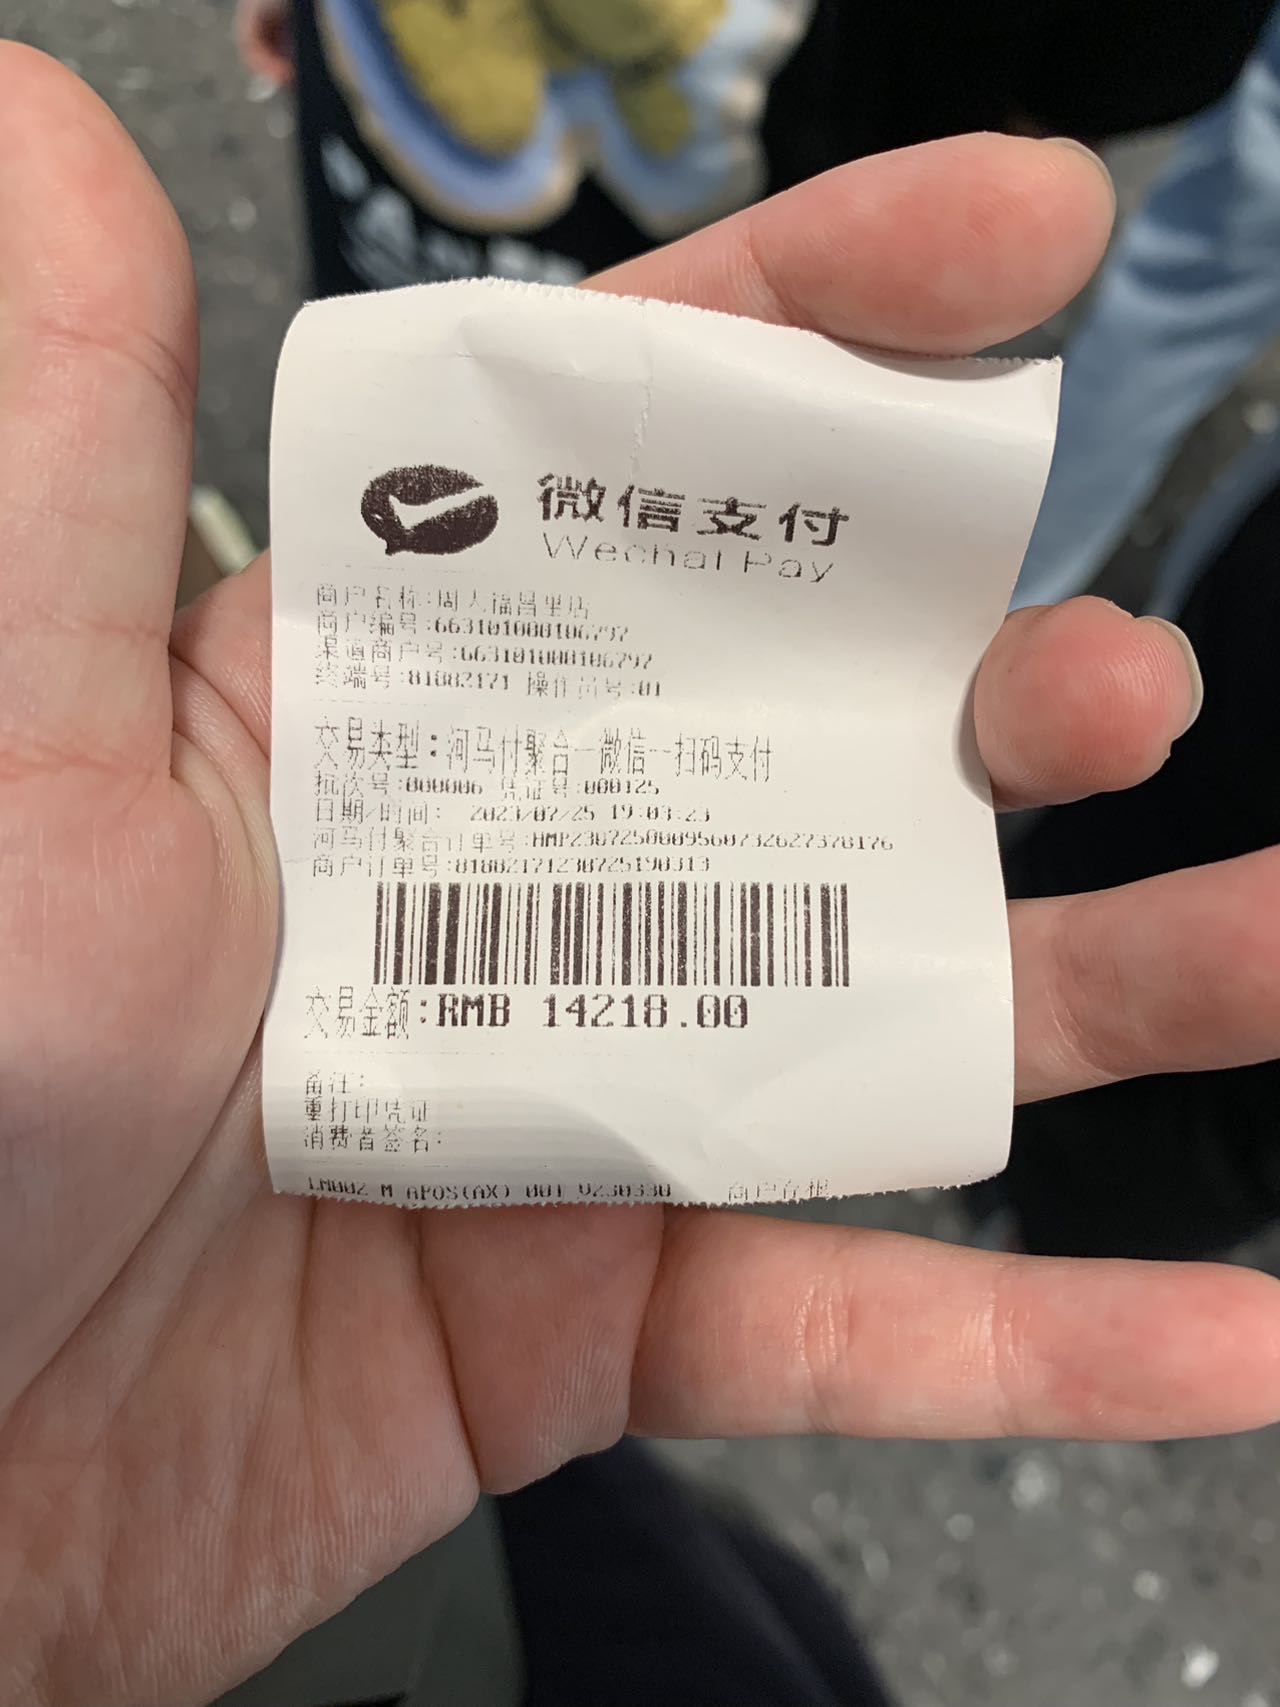 微信支付
Wechat Pay
商户名称:周大福昌里店
商户编号:663101000106797
渠道商户号:663101000106797
终端号:81082171 操作员号:01
交易类型:河马付聚合--微信--扫码支付
批次号:000006 凭证号:000125
日期/时间: 2023/07/25 19:03:23
河马付聚合订单号:
商户订单号:
交易金额:RMB 14218.00
备注:
重打印凭证
消费者签名:
APOS(AX) 001 V230330 商户存根